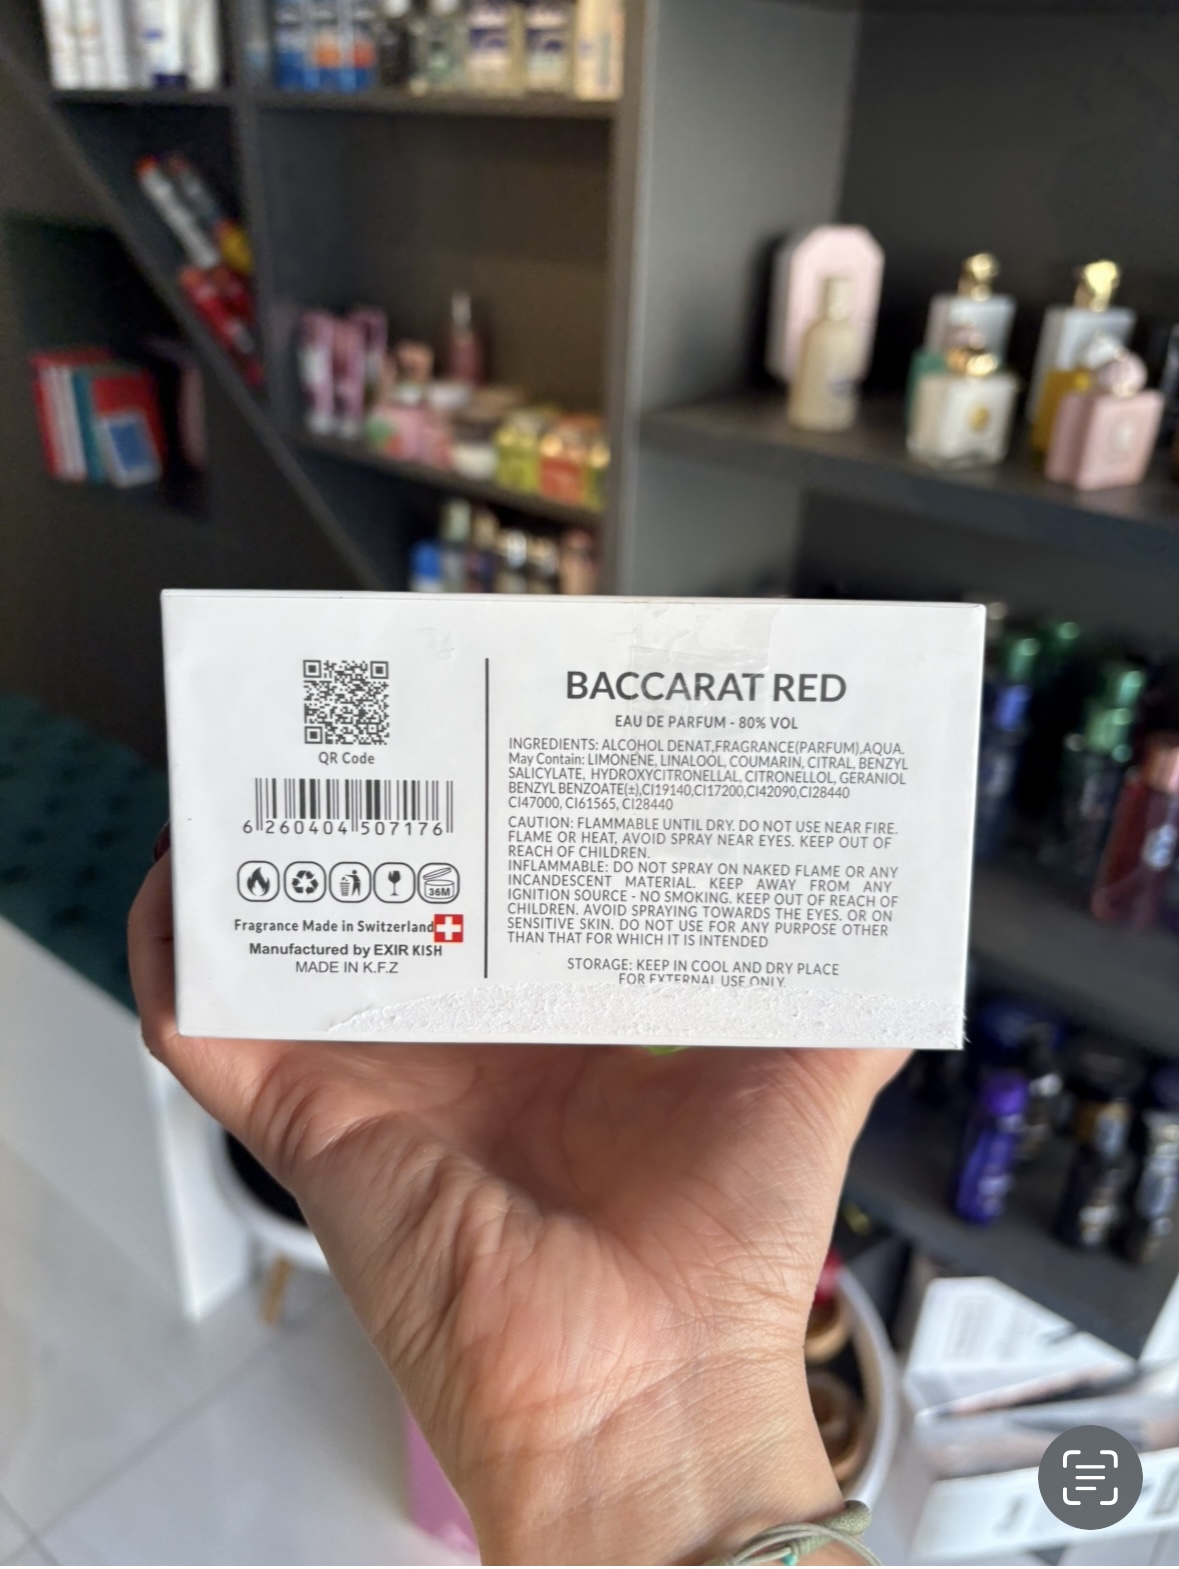 QR Code
6 260404 507176
36M
Fragrance Made in Switzerland
Manufactured by EXIR KISH
MADE IN K.F.Z
BACCARAT RED
EAU DE PARFUM - 80% VOL
INGREDIENTS: ALCOHOL DENAT,FRAGRANCE(PARFUM),AQUA.
May Contain: LIMONENE, LINALOOL, COUMARIN, CITRAL, BENZYL
SALICYLATE, HYDROXYCITRONELLAL, CITRONELLOL, GERANIOL
BENZYL BENZOATE(±),CI19140,CI17200,CI42090,CI28440
CI47000, CI61565, CI28440
CAUTION: FLAMMABLE UNTIL DRY. DO NOT USE NEAR FIRE.
FLAME OR HEAT, AVOID SPRAY NEAR EYES. KEEP OUT OF
REACH OF CHILDREN.
INFLAMMABLE: DO NOT SPRAY ON NAKED FLAME OR ANY
INCANDESCENT MATERIAL. KEEP AWAY FROM ANY
IGNITION SOURCE - NO SMOKING. KEEP OUT OF REACH OF
CHILDREN. AVOID SPRAYING TOWARDS THE EYES. OR ON
SENSITIVE SKIN. DO NOT USE FOR ANY PURPOSE OTHER
THAN THAT FOR WHICH IT IS INTENDED
STORAGE: KEEP IN COOL AND DRY PLACE
FOR EXTERNAL USE ONLY.